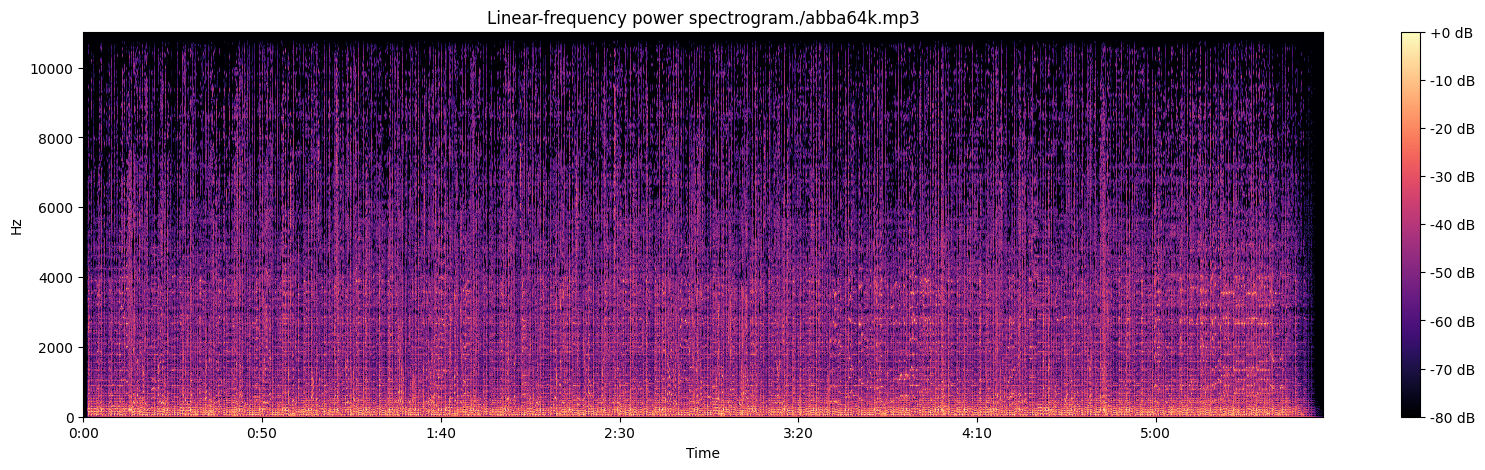 Linear-frequency power spectrogram./abba64k.mp3
Hz
10000
8000
6000
4000
2000
0
0:00 0:50 1:40 2:30 3:20 4:10 5:00
Time
+0 dB
-10 dB
-20 dB
-30 dB
-40 dB
-50 dB
-60 dB
-70 dB
-80 dB